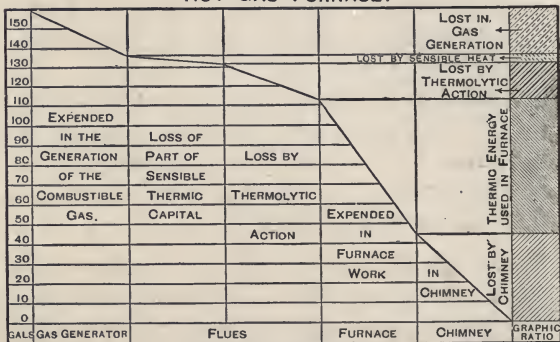 HOT GAS FURNACE.
150
140
130
120
110
100
90
80
70
60
50
40
30
20
10
0
CALS
EXPENDED
IN THE
GENERATION
OF THE
COMBUSTIBLE
GAS.
GAS GENERATOR
LOSS OF
PART OF
SENSIBLE
THERMIC
CAPITAL
LOSS BY
THERMOLYTIC
ACTION
FLUES
EXPENDED
IN
FURNACE
WORK
FURNACE
IN
CHIMNEY
CHIMNEY
LOST IN.
GAS
GENERATION
LOST BY SENSIBLE HEAT
LOST BY
THERMOLYTIC
ACTION
THERMIC ENERGY
USED IN FURNACE
LOST BY
CHIMNEY
GRAPHIC
RATIO